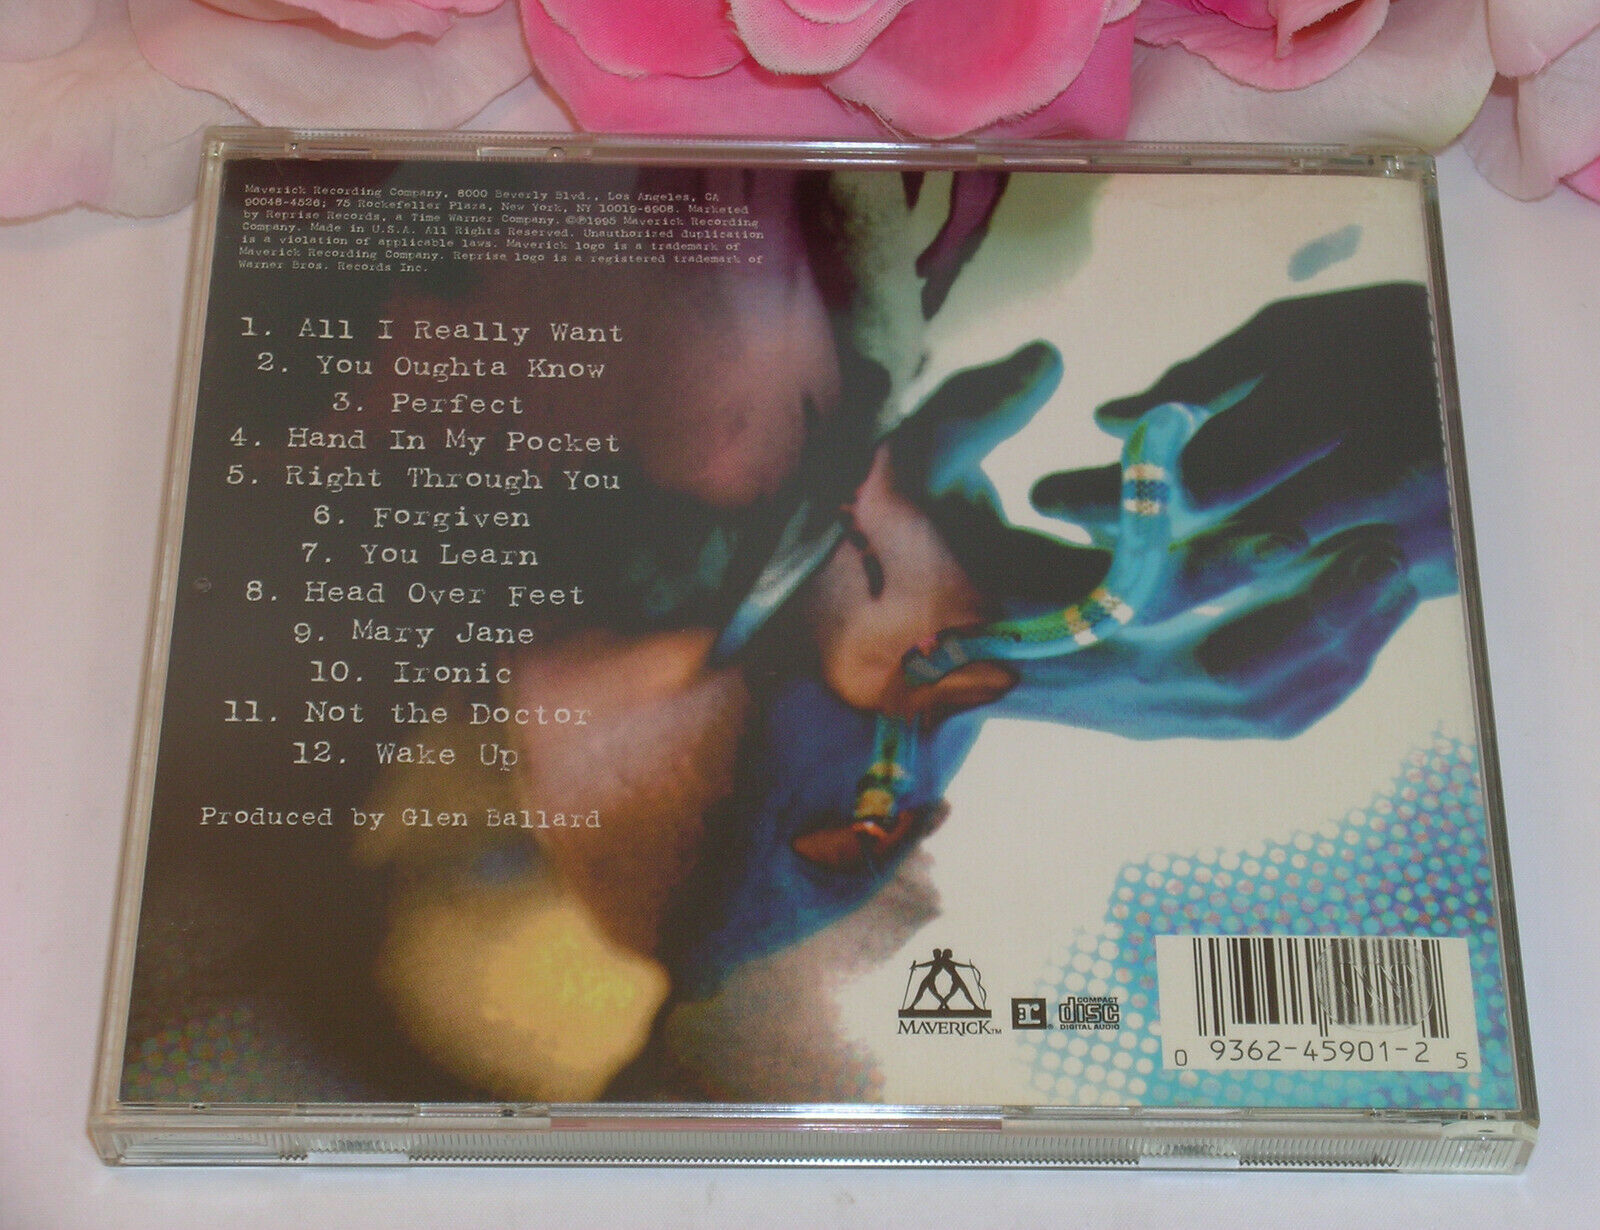 Maverick Recording Company, 8000 Beverly Blvd., Los Angeles, CA
90048-4526; 75 Rockefeller Plaza, New York, NY 10019-6908. Marketed
by Reprise Records, a Time Warner Company. ©℗1995 Maverick Recording
Company. Made in U.S.A. All Rights Reserved. Unauthorized duplication
is a violation of applicable laws. Maverick logo is a trademark of
Maverick Recording Company. Reprise logo is a registered trademark of
Warner Bros. Records Inc.
1. All I Really Want
2. You Oughta Know
3. Perfect
4. Hand In My Pocket
5. Right Through You
6. Forgiven
7. You Learn
8. Head Over Feet
9. Mary Jane
10. Ironic
11. Not the Doctor
12. Wake Up
Produced by Glen Ballard
MAVERICK™
r®
COMPACT
disc
DIGITAL AUDIO
0 9362-45901-2 5